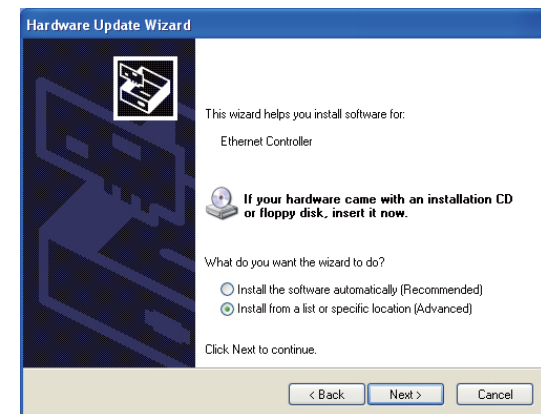 Hardware Update Wizard
This wizard helps you install software for:
Ethernet Controller
If your hardware came with an installation CD
or floppy disk, insert it now.
What do you want the wizard to do?
Install the software automatically (Recommended)
Install from a list or specific location (Advanced)
Click Next to continue.
< Back Next > Cancel